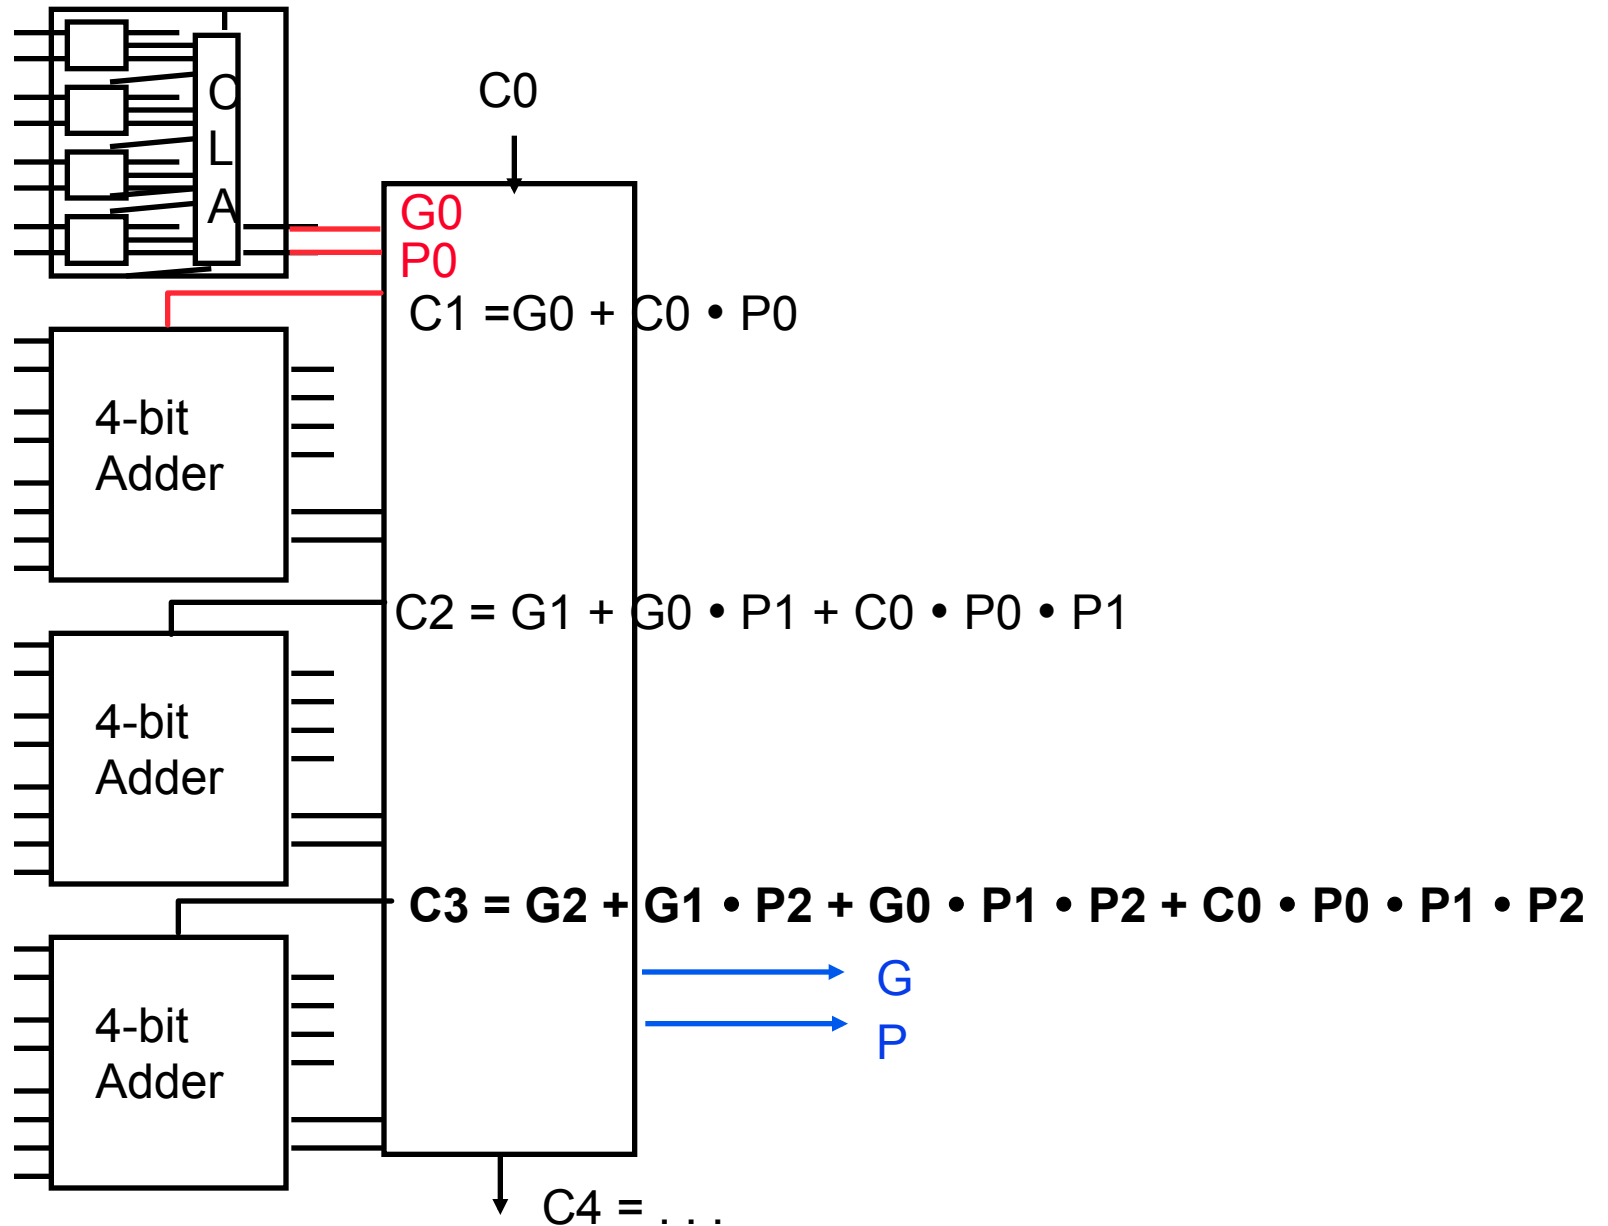 C
L
A
C0
G0
P0
C1 =G0 + C0 • P0
4-bit
Adder
C2 = G1 + G0 • P1 + C0 • P0 • P1
4-bit
Adder
C3 = G2 + G1 • P2 + G0 • P1 • P2 + C0 • P0 • P1 • P2
G
P
4-bit
Adder
C4 = . . .